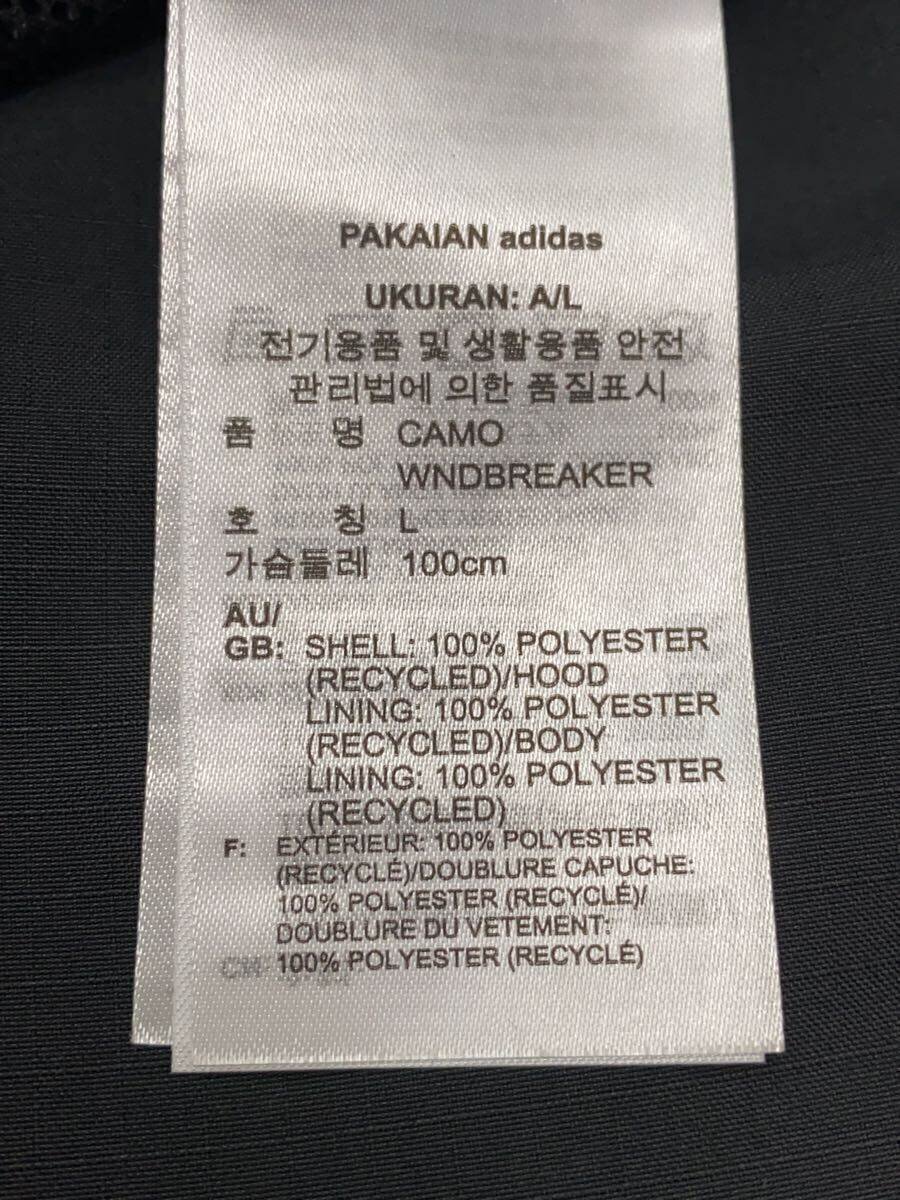 PAKAIAN adidas
UKURAN: A/L
전기용품 및 생활용품 안전
관리법에 의한 품질표시
품 명 CAMO
WNDBREAKER
호 칭 L
가슴둘레 100cm
AU/
GB: SHELL: 100% POLYESTER
(RECYCLED)/HOOD
LINING: 100% POLYESTER
(RECYCLED)/BODY
LINING: 100% POLYESTER
(RECYCLED)
F: EXTÉRIEUR: 100% POLYESTER
(RECYCLÉ)/DOUBLURE CAPUCHE:
100% POLYESTER (RECYCLÉ)/
DOUBLURE DU VETEMENT:
100% POLYESTER (RECYCLÉ)